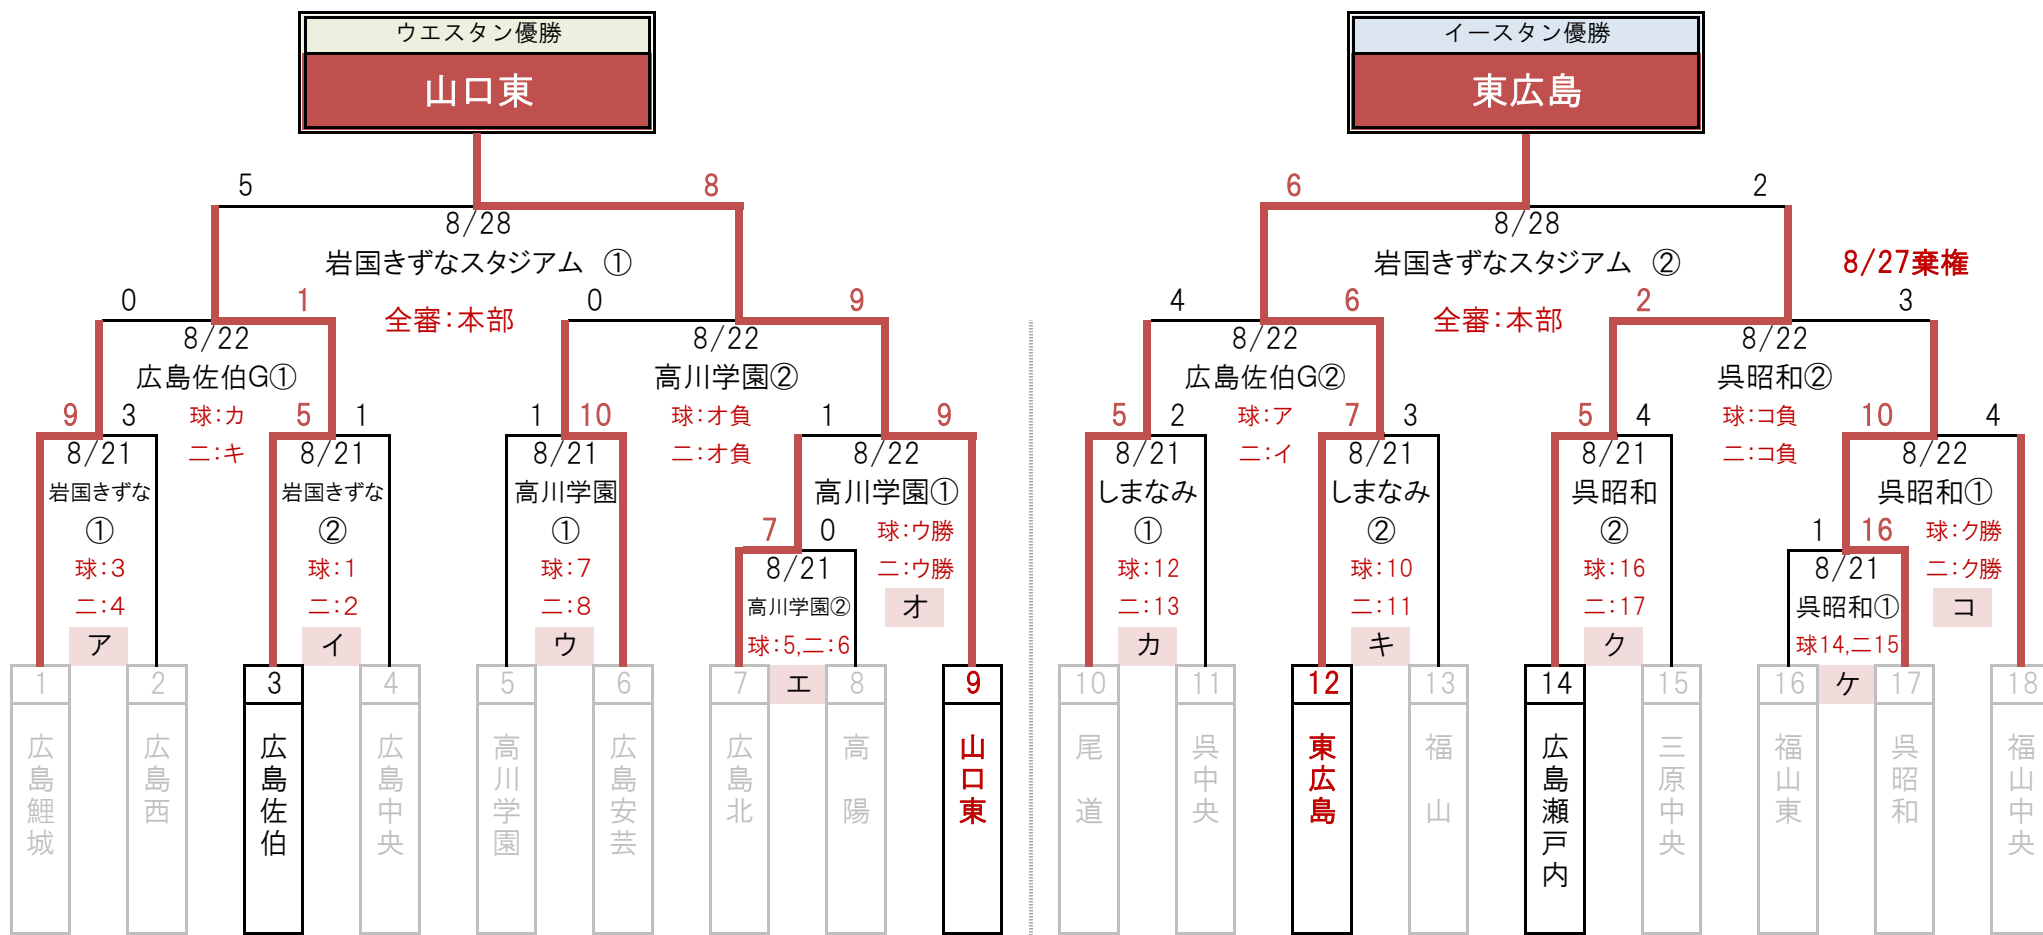 ウエスタン優勝
山口東
イースタン優勝
東広島
5
8
8/28
岩国きずなスタジアム ①
全審：本部
6
2
8/28
岩国きずなスタジアム ②
全審：本部
8/27棄権
0
1
8/22
広島佐伯G①
球：カ
二：キ
0
9
8/22
高川学園②
球：オ負
二：オ負
4
6
8/22
広島佐伯G②
球：ア
二：イ
2
3
8/22
呉昭和②
球：コ負
二：コ負
9
3
8/21
岩国きずな
①
球：3
二：4
ア
5
1
8/21
岩国きずな
②
球：1
二：2
イ
1
10
8/21
高川学園
①
球：7
二：8
ウ
1
9
8/22
高川学園①
球：ウ勝
二：ウ勝
オ
7
0
8/21
高川学園②
球：5,二：6
エ
5
2
8/21
しまなみ
①
球：12
二：13
カ
7
3
8/21
しまなみ
②
球：10
二：11
キ
5
4
8/21
呉昭和
②
球：16
二：17
ク
10
4
8/22
呉昭和①
球：ク勝
二：ク勝
コ
1
16
8/21
呉昭和①
球14,二15
ケ
1
広島鯉城
2
広島西
3
広島佐伯
4
広島中央
5
高川学園
6
広島安芸
7
広島北
8
高陽
9
山口東
10
尾道
11
呉中央
12
東広島
13
福山
14
広島瀬戸内
15
三原中央
16
福山東
17
呉昭和
18
福山中央